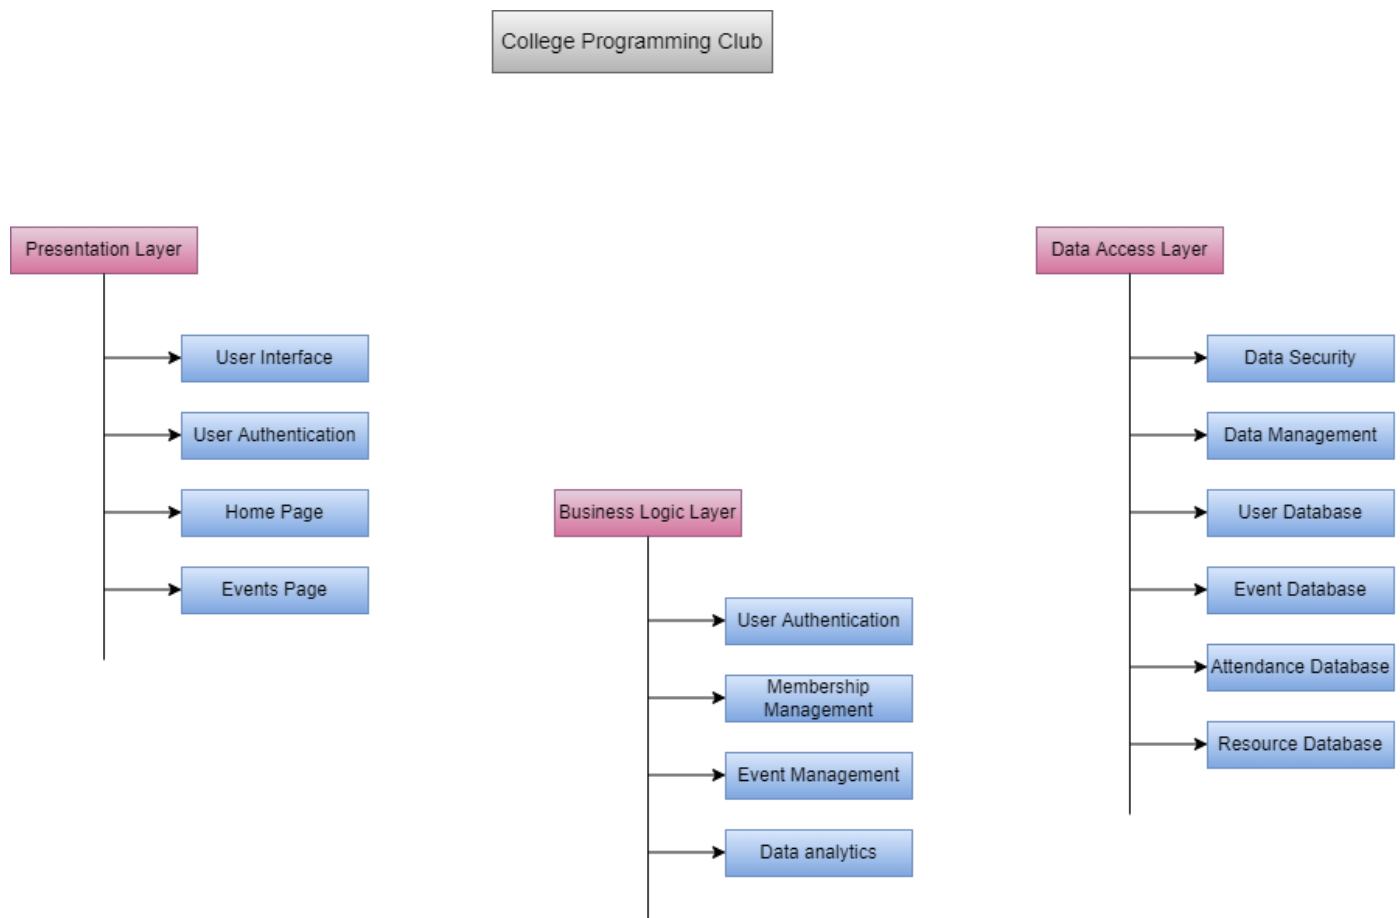 College Programming Club
Presentation Layer
User Interface
User Authentication
Home Page
Events Page
Business Logic Layer
User Authentication
Membership
Management
Event Management
Data analytics
Data Access Layer
Data Security
Data Management
User Database
Event Database
Attendance Database
Resource Database